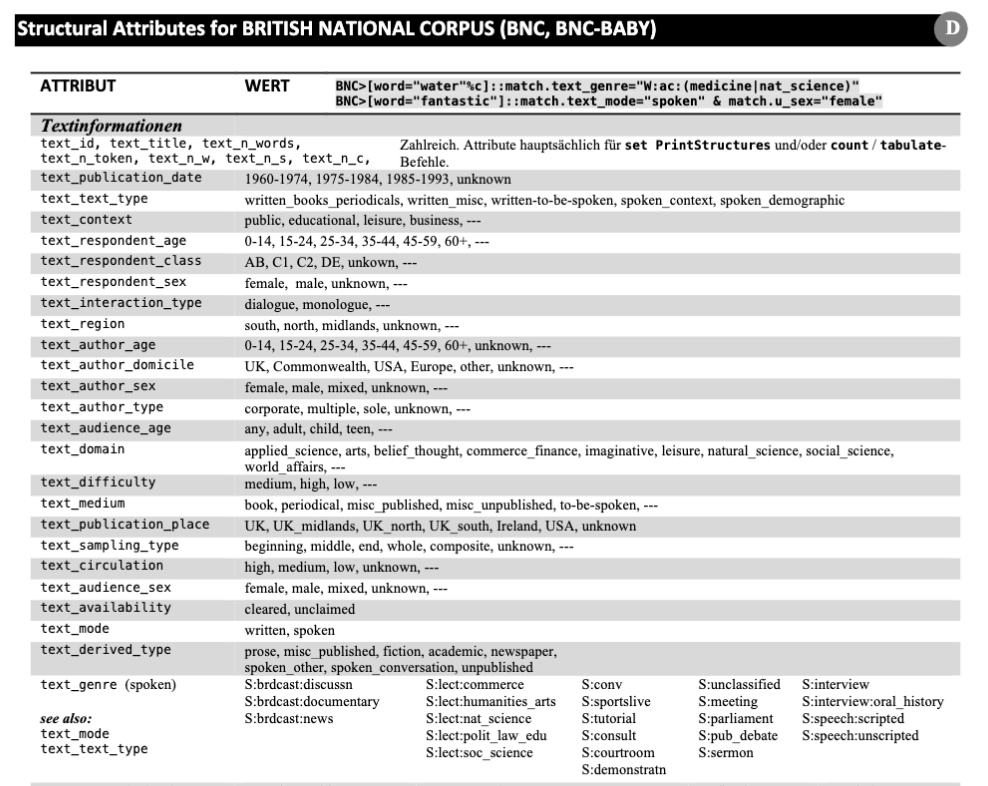 Structural Attributes for BRITISH NATIONAL CORPUS (BNC, BNC-BABY)
D
ATTRIBUT WERT BNC>[word="water"%c]::match.text_genre="W:ac:(medicine|nat_science)"
BNC>[word="fantastic"]::match.text_mode="spoken" & match.u_sex="female"
Textinformationen
text_id, text_title, text_n_words, Zahlreich. Attribute hauptsächlich für set PrintStructures und/oder count / tabulate-
text_n_token, text_n_w, text_n_s, text_n_c, Befehle.
text_publication_date 1960-1974, 1975-1984, 1985-1993, unknown
text_text_type written_books_periodicals, written_misc, written-to-be-spoken, spoken_context, spoken_demographic
text_context public, educational, leisure, business, ---
text_respondent_age 0-14, 15-24, 25-34, 35-44, 45-59, 60+, ---
text_respondent_class AB, C1, C2, DE, unkown, ---
text_respondent_sex female, male, unknown, ---
text_interaction_type dialogue, monologue, ---
text_region south, north, midlands, unknown, ---
text_author_age 0-14, 15-24, 25-34, 35-44, 45-59, 60+, unknown, ---
text_author_domicile UK, Commonwealth, USA, Europe, other, unknown, ---
text_author_sex female, male, mixed, unknown, ---
text_author_type corporate, multiple, sole, unknown, ---
text_audience_age any, adult, child, teen, ---
text_domain applied_science, arts, belief_thought, commerce_finance, imaginative, leisure, natural_science, social_science,
world_affairs, ---
text_difficulty medium, high, low, ---
text_medium book, periodical, misc_published, misc_unpublished, to-be-spoken, ---
text_publication_place UK, UK_midlands, UK_north, UK_south, Ireland, USA, unknown
text_sampling_type beginning, middle, end, whole, composite, unknown, ---
text_circulation high, medium, low, unknown, ---
text_audience_sex female, male, mixed, unknown, ---
text_availability cleared, unclaimed
text_mode written, spoken
text_derived_type prose, misc_published, fiction, academic, newspaper,
spoken_other, spoken_conversation, unpublished
text_genre (spoken) S:brdcast:discussn S:lect:commerce S:conv S:unclassified S:interview
S:brdcast:documentary S:lect:humanities_arts S:sportslive S:meeting S:interview:oral_history
see also: S:brdcast:news S:lect:nat_science S:tutorial S:parliament S:speech:scripted
text_mode S:lect:polit_law_edu S:consult S:pub_debate S:speech:unscripted
text_text_type S:lect:soc_science S:courtroom S:sermon
S:demonstratn